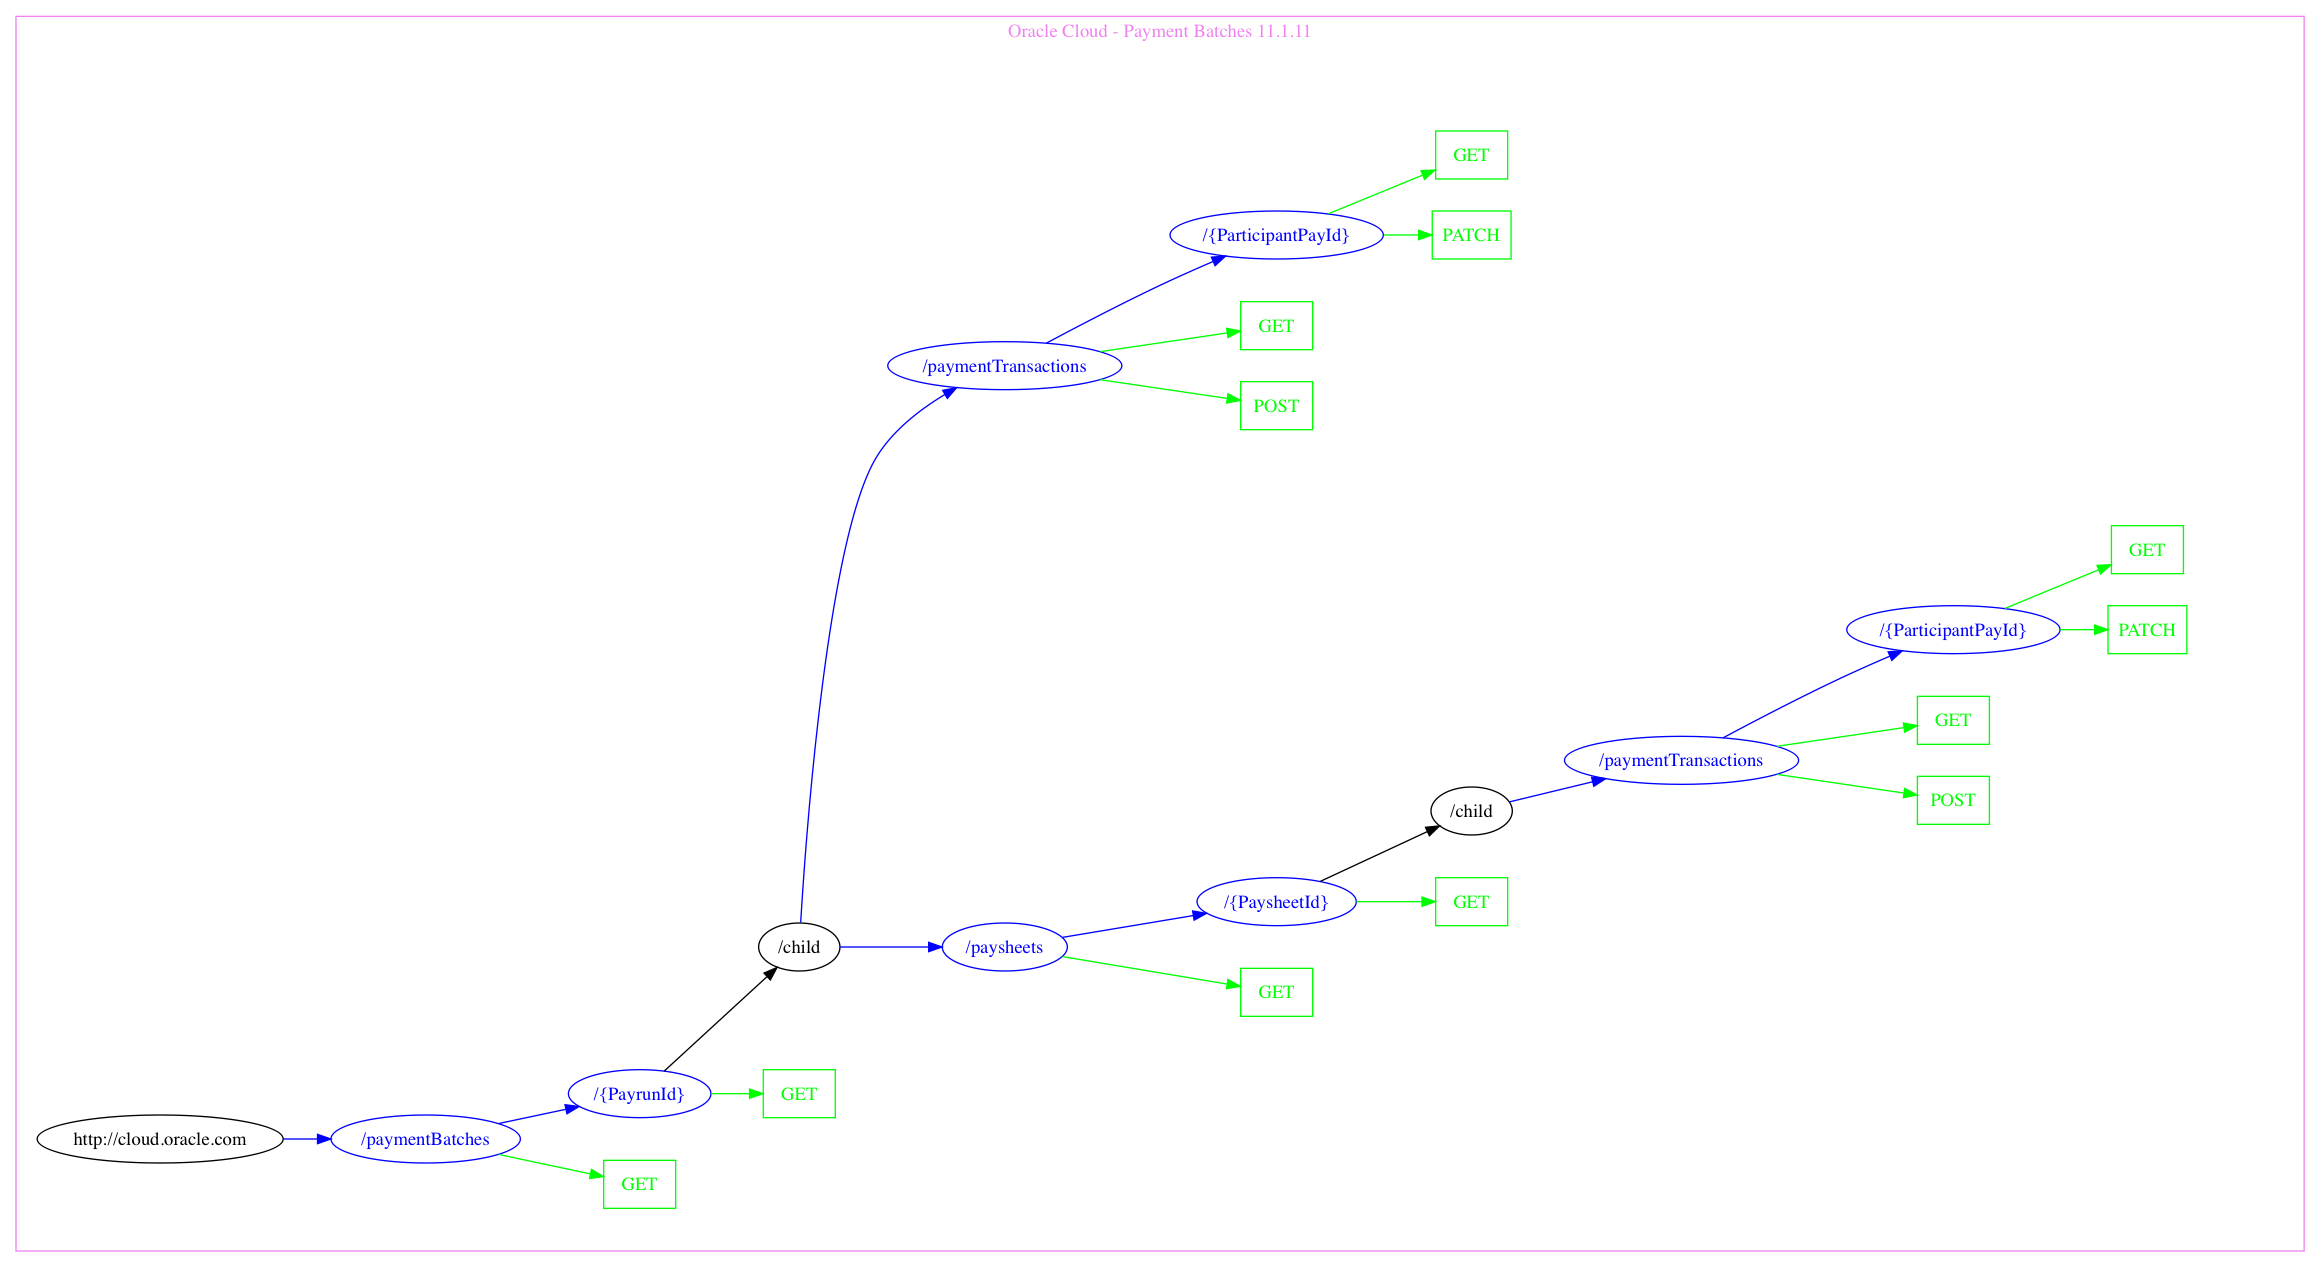 Oracle Cloud - Payment Batches 11.1.11
GET
/{ParticipantPayId}
PATCH
GET
/paymentTransactions
POST
GET
/{ParticipantPayId}
PATCH
GET
/paymentTransactions
POST
/child
/{PaysheetId}
GET
/child
/paysheets
GET
/{PayrunId}
GET
http://cloud.oracle.com
/paymentBatches
GET